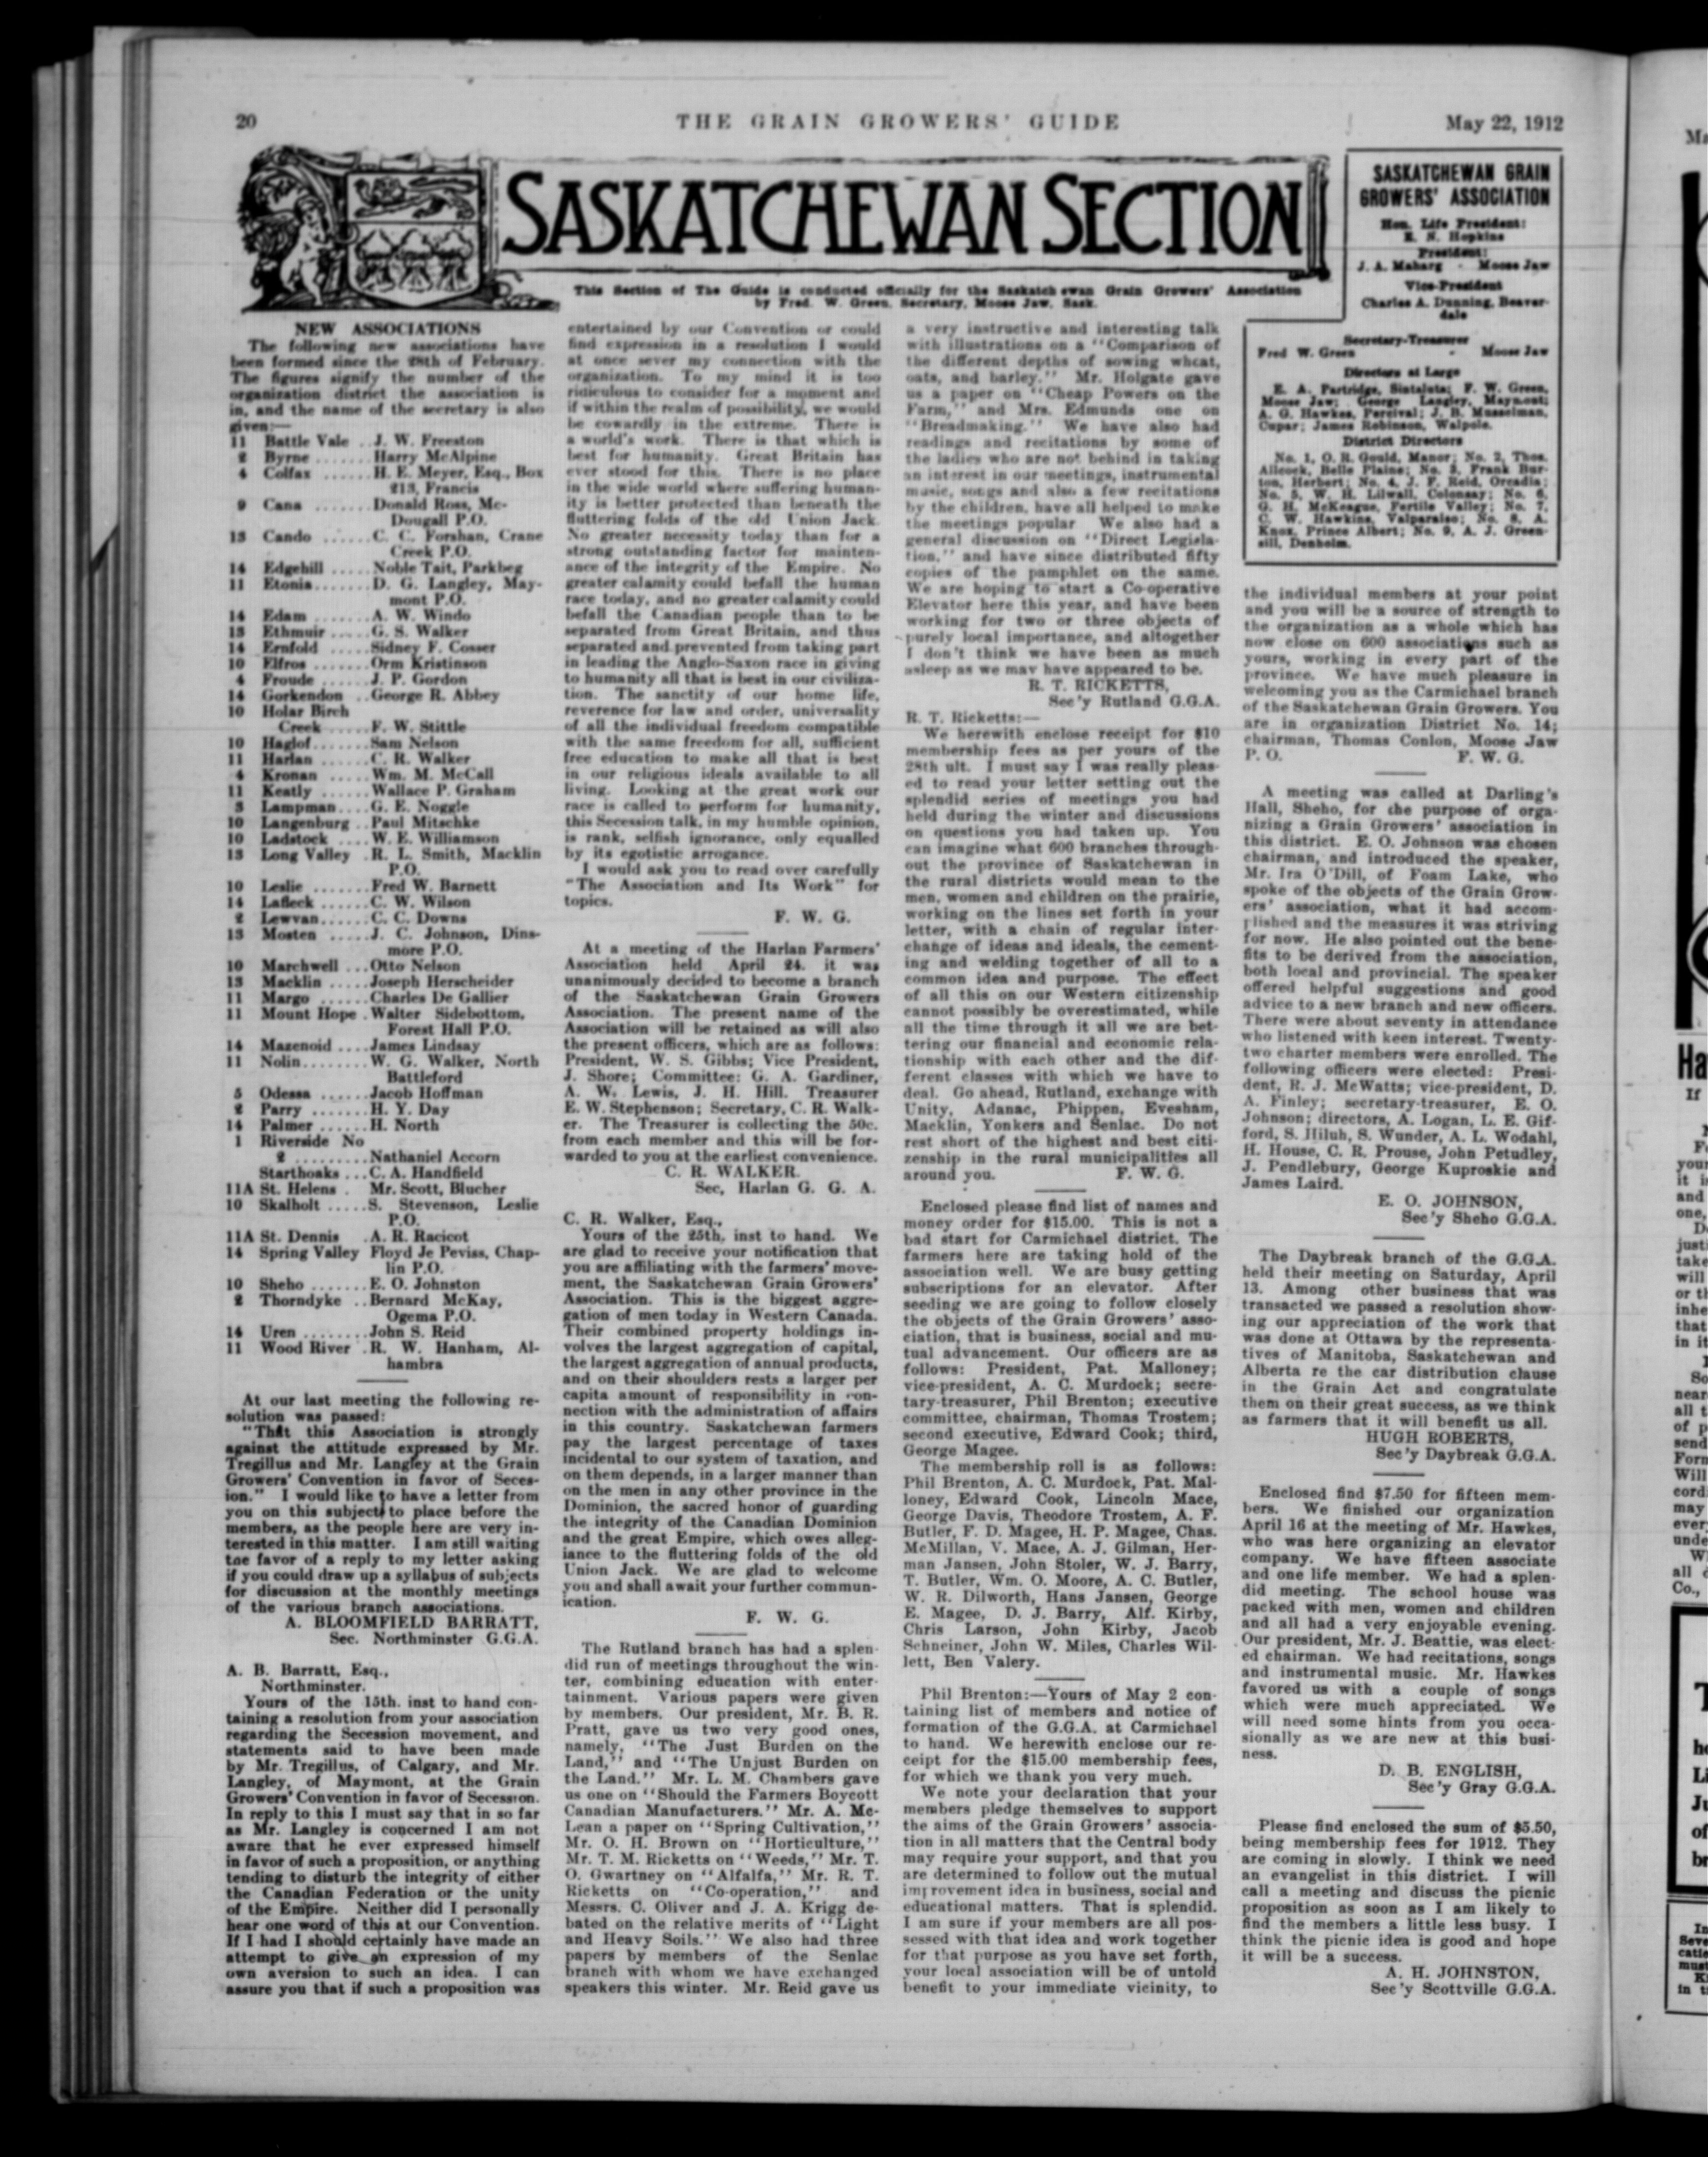 20
THE GRAIN GROWERS' GUIDE
May 22, 1912
SASKATCHEWAN SECTION
This Section of The Guide is conducted officially for the Saskatchewan Grain Growers' Association
by Fred. W. Green, Secretary, Moose Jaw, Sask.
SASKATCHEWAN GRAIN
GROWERS' ASSOCIATION
Hon. Life President:
E. N. Hopkins
President:
J. A. Maharg - Moose Jaw
Vice-President
Charles A. Dunning, Beaver-
dale
Secretary-Treasurer
Fred W. Green - Moose Jaw
Directors at Large
E. A. Partridge, Sintaluta; F. W. Green,
Moose Jaw; George Langley, Maymont;
A. G. Hawkes, Percival; J. B. Musselman,
Cupar; James Robinson, Walpole.
District Directors
No. 1, O. R. Gould, Manor; No. 2, Thos.
Allcock, Belle Plaine; No. 3, Frank Bur-
ton, Herbert; No. 4, J. F. Reid, Orcadia;
No. 5, W. H. Lilwall, Colonsay; No. 6,
G. H. McKeague, Fertile Valley; No. 7,
C. W. Hawkins, Valparaiso; No. 8, A.
Knox, Prince Albert; No. 9, A. J. Green-
sill, Denholm.
NEW ASSOCIATIONS
The following new associations have
been formed since the 28th of February.
The figures signify the number of the
organization district the association is
in, and the name of the secretary is also
given:—
11 Battle Vale . J. W. Freeston
2 Byrne ....... Harry McAlpine
4 Colfax ...... H. E. Meyer, Esq., Box
213, Francis
9 Cana ....... Donald Ross, Mc-
Dougall P.O.
13 Cando ...... C. C. Forshan, Crane
Creek P.O.
14 Edgehill ..... Noble Tait, Parkbeg
11 Etonia....... D. G. Langley, May-
mont P.O.
14 Edam ....... A. W. Windo
13 Ethmuir ..... G. S. Walker
14 Ernfold ..... Sidney F. Cosser
10 Elfros ....... Orm Kristinson
4 Froude ...... J. P. Gordon
14 Gorkendon .. George R. Abbey
10 Holar Birch
Creek ..... F. W. Stittle
10 Haglof....... Sam Nelson
11 Harlan ...... C. R. Walker
4 Kronan ..... Wm. M. McCall
11 Keatly ...... Wallace P. Graham
3 Lampman.... G. E. Noggle
10 Langenburg .. Paul Mitschke
10 Ladstock .... W. E. Williamson
13 Long Valley . R. L. Smith, Macklin
P.O.
10 Leslie ....... Fred W. Barnett
14 Lafleck ...... C. W. Wilson
2 Lewvan...... C. C. Downs
13 Mosten ..... J. C. Johnson, Dins-
more P.O.
10 Marchwell ... Otto Nelson
13 Macklin ..... Joseph Herscheider
11 Margo ...... Charles De Gallier
11 Mount Hope . Walter Sidebottom,
Forest Hall P.O.
14 Mazenoid .... James Lindsay
11 Nolin........ W. G. Walker, North
Battleford
5 Odessa ...... Jacob Hoffman
2 Parry ....... H. Y. Day
14 Palmer ...... H. North
1 Riverside No
2 ......... Nathaniel Accorn
Starthoaks ... C. A. Handfield
11A St. Helens . Mr. Scott, Blucher
10 Skalholt ..... S. Stevenson, Leslie
P.O.
11A St. Dennis . A. R. Racicot
14 Spring Valley Floyd Je Peviss, Chap-
lin P.O.
10 Sheho ....... E. O. Johnston
2 Thorndyke .. Bernard McKay,
Ogema P.O.
14 Uren ........ John S. Reid
11 Wood River . R. W. Hanham, Al-
hambra
At our last meeting the following re-
solution was passed:
"That this Association is strongly
against the attitude expressed by Mr.
Tregillus and Mr. Langley at the Grain
Growers' Convention in favor of Seces-
ion." I would like to have a letter from
you on this subject to place before the
members, as the people here are very in-
terested in this matter. I am still waiting
tne favor of a reply to my letter asking
if you could draw up a syllabus of subjects
for discussion at the monthly meetings
of the various branch associations.
A. BLOOMFIELD BARRATT,
Sec. Northminster G.G.A.
A. B. Barratt, Esq.,
Northminster.
Yours of the 15th. inst to hand con-
taining a resolution from your association
regarding the Secession movement, and
statements said to have been made
by Mr. Tregillus, of Calgary, and Mr.
Langley, of Maymont, at the Grain
Growers' Convention in favor of Secession.
In reply to this I must say that in so far
as Mr. Langley is concerned I am not
aware that he ever expressed himself
in favor of such a proposition, or anything
tending to disturb the integrity of either
the Canadian Federation or the unity
of the Empire. Neither did I personally
hear one word of this at our Convention.
If I had I should certainly have made an
attempt to give an expression of my
own aversion to such an idea. I can
assure you that if such a proposition was
entertained by our Convention or could
find expression in a resolution I would
at once sever my connection with the
organization. To my mind it is too
ridiculous to consider for a moment and
if within the realm of possibility, we would
be cowardly in the extreme. There is
a world's work. There is that which is
best for humanity. Great Britain has
ever stood for this. There is no place
in the wide world where suffering human-
ity is better protected than beneath the
fluttering folds of the old Union Jack.
No greater necessity today than for a
strong outstanding factor for mainten-
ance of the integrity of the Empire. No
greater calamity could befall the human
race today, and no greater calamity could
befall the Canadian people than to be
separated from Great Britain, and thus
separated and prevented from taking part
in leading the Anglo-Saxon race in giving
to humanity all that is best in our civiliza-
tion. The sanctity of our home life,
reverence for law and order, universality
of all the individual freedom compatible
with the same freedom for all, sufficient
free education to make all that is best
in our religious ideals available to all
living. Looking at the great work our
race is called to perform for humanity,
this Secession talk, in my humble opinion,
is rank, selfish ignorance, only equalled
by its egotistic arrogance.
I would ask you to read over carefully
"The Association and Its Work" for
topics.
F. W. G.
At a meeting of the Harlan Farmers'
Association held April 24. it was
unanimously decided to become a branch
of the Saskatchewan Grain Growers
Association. The present name of the
Association will be retained as will also
the present officers, which are as follows:
President, W. S. Gibbs; Vice President,
J. Shore; Committee: G. A. Gardiner,
A. W. Lewis, J. H. Hill. Treasurer
E. W. Stephenson; Secretary, C. R. Walk-
er. The Treasurer is collecting the 50c.
from each member and this will be for-
warded to you at the earliest convenience.
C. R. WALKER.
Sec, Harlan G. G. A.
C. R. Walker, Esq.,
Yours of the 25th. inst to hand. We
are glad to receive your notification that
you are affiliating with the farmers' move-
ment, the Saskatchewan Grain Growers'
Association. This is the biggest aggre-
gation of men today in Western Canada.
Their combined property holdings in-
volves the largest aggregation of capital,
the largest aggregation of annual products,
and on their shoulders rests a larger per
capita amount of responsibility in con-
nection with the administration of affairs
in this country. Saskatchewan farmers
pay the largest percentage of taxes
incidental to our system of taxation, and
on them depends, in a larger manner than
on the men in any other province in the
Dominion, the sacred honor of guarding
the integrity of the Canadian Dominion
and the great Empire, which owes alleg-
iance to the fluttering folds of the old
Union Jack. We are glad to welcome
you and shall await your further commun-
ication.
F. W. G.
The Rutland branch has had a splen-
did run of meetings throughout the win-
ter, combining education with enter-
tainment. Various papers were given
by members. Our president, Mr. B. R.
Pratt, gave us two very good ones,
namely, "The Just Burden on the
Land," and "The Unjust Burden on
the Land." Mr. L. M. Chambers gave
us one on "Should the Farmers Boycott
Canadian Manufacturers." Mr. A. Mc-
Lean a paper on "Spring Cultivation,"
Mr. O. H. Brown on "Horticulture,"
Mr. T. M. Ricketts on "Weeds," Mr. T.
O. Gwartney on "Alfalfa," Mr. R. T.
Ricketts on "Co-operation," and
Messrs. C. Oliver and J. A. Krigg de-
bated on the relative merits of "Light
and Heavy Soils." We also had three
papers by members of the Senlac
branch with whom we have exchanged
speakers this winter. Mr. Reid gave us
a very instructive and interesting talk
with illustrations on a "Comparison of
the different depths of sowing wheat,
oats, and barley." Mr. Holgate gave
us a paper on "Cheap Powers on the
Farm," and Mrs. Edmunds one on
"Breadmaking." We have also had
readings and recitations by some of
the ladies who are not behind in taking
an interest in our meetings, instrumental
music, songs and also a few recitations
by the children, have all helped to make
the meetings popular We also had a
general discussion on "Direct Legisla-
tion," and have since distributed fifty
copies of the pamphlet on the same.
We are hoping to start a Co-operative
Elevator here this year, and have been
working for two or three objects of
purely local importance, and altogether
I don't think we have been as much
asleep as we may have appeared to be.
R. T. RICKETTS,
Sec'y Rutland G.G.A.
R. T. Ricketts:—
We herewith enclose receipt for $10
membership fees as per yours of the
28th ult. I must say I was really pleas-
ed to read your letter setting out the
splendid series of meetings you had
held during the winter and discussions
on questions you had taken up. You
can imagine what 600 branches through-
out the province of Saskatchewan in
the rural districts would mean to the
men, women and children on the prairie,
working on the lines set forth in your
letter, with a chain of regular inter-
change of ideas and ideals, the cement-
ing and welding together of all to a
common idea and purpose. The effect
of all this on our Western citizenship
cannot possibly be overestimated, while
all the time through it all we are bet-
tering our financial and economic rela-
tionship with each other and the dif-
ferent classes with which we have to
deal. Go ahead, Rutland, exchange with
Unity, Adanac, Phippen, Evesham,
Macklin, Yonkers and Senlac. Do not
rest short of the highest and best citi-
zenship in the rural municipalities all
around you. F. W. G.
Enclosed please find list of names and
money order for $15.00. This is not a
bad start for Carmichael district. The
farmers here are taking hold of the
association well. We are busy getting
subscriptions for an elevator. After
seeding we are going to follow closely
the objects of the Grain Growers' asso-
ciation, that is business, social and mu-
tual advancement. Our officers are as
follows: President, Pat. Malloney;
vice-president, A. C. Murdock; secre-
tary-treasurer, Phil Brenton; executive
committee, chairman, Thomas Trostem;
second executive, Edward Cook; third,
George Magee.
The membership roll is as follows:
Phil Brenton, A. C. Murdock, Pat. Mal-
loney, Edward Cook, Lincoln Mace,
George Davis, Theodore Trostem, A. F.
Butler, F. D. Magee, H. P. Magee, Chas.
McMillan, V. Mace, A. J. Gilman, Her-
man Jansen, John Stoler, W. J. Barry,
T. Butler, Wm. O. Moore, A. C. Butler,
W. R. Dilworth, Hans Jansen, George
E. Magee, D. J. Barry, Alf. Kirby,
Chris Larson, John Kirby, Jacob
Schneiner, John W. Miles, Charles Wil-
lett, Ben Valery.
Phil Brenton:—Yours of May 2 con-
taining list of members and notice of
formation of the G.G.A. at Carmichael
to hand. We herewith enclose our re-
ceipt for the $15.00 membership fees,
for which we thank you very much.
We note your declaration that your
members pledge themselves to support
the aims of the Grain Growers' associa-
tion in all matters that the Central body
may require your support, and that you
are determined to follow out the mutual
improvement idea in business, social and
educational matters. That is splendid.
I am sure if your members are all pos-
sessed with that idea and work together
for that purpose as you have set forth,
your local association will be of untold
benefit to your immediate vicinity, to
the individual members at your point
and you will be a source of strength to
the organization as a whole which has
now close on 600 associations such as
yours, working in every part of the
province. We have much pleasure in
welcoming you as the Carmichael branch
of the Saskatchewan Grain Growers. You
are in organization District No. 14;
chairman, Thomas Conlon, Moose Jaw
P. O. F. W. G.
A meeting was called at Darling's
Hall, Sheho, for the purpose of orga-
nizing a Grain Growers' association in
this district. E. O. Johnson was chosen
chairman, and introduced the speaker,
Mr. Ira O'Dill, of Foam Lake, who
spoke of the objects of the Grain Grow-
ers' association, what it had accom-
plished and the measures it was striving
for now. He also pointed out the bene-
fits to be derived from the association,
both local and provincial. The speaker
offered helpful suggestions and good
advice to a new branch and new officers.
There were about seventy in attendance
who listened with keen interest. Twenty-
two charter members were enrolled. The
following officers were elected: Presi-
dent, R. J. McWatts; vice-president, D.
A. Finley; secretary-treasurer, E. O.
Johnson; directors, A. Logan, L. E. Gif-
ford, S. Hiluh, S. Wunder, A. L. Wodahl,
H. House, C. R. Prouse, John Petudley,
J. Pendlebury, George Kuproskie and
James Laird.
E. O. JOHNSON,
Sec'y Sheho G.G.A.
The Daybreak branch of the G.G.A.
held their meeting on Saturday, April
13. Among other business that was
transacted we passed a resolution show-
ing our appreciation of the work that
was done at Ottawa by the representa-
tives of Manitoba, Saskatchewan and
Alberta re the car distribution clause
in the Grain Act and congratulate
them on their great success, as we think
as farmers that it will benefit us all.
HUGH ROBERTS,
Sec'y Daybreak G.G.A.
Enclosed find $7.50 for fifteen mem-
bers. We finished our organization
April 16 at the meeting of Mr. Hawkes,
who was here organizing an elevator
company. We have fifteen associate
and one life member. We had a splen-
did meeting. The school house was
packed with men, women and children
and all had a very enjoyable evening.
Our president, Mr. J. Beattie, was elect-
ed chairman. We had recitations, songs
and instrumental music. Mr. Hawkes
favored us with a couple of songs
which were much appreciated. We
will need some hints from you occa-
sionally as we are new at this busi-
ness.
D. B. ENGLISH,
Sec'y Gray G.G.A.
Please find enclosed the sum of $5.50,
being membership fees for 1912. They
are coming in slowly. I think we need
an evangelist in this district. I will
call a meeting and discuss the picnic
proposition as soon as I am likely to
find the members a little less busy. I
think the picnic idea is good and hope
it will be a success.
A. H. JOHNSTON,
Sec'y Scottville G.G.A.